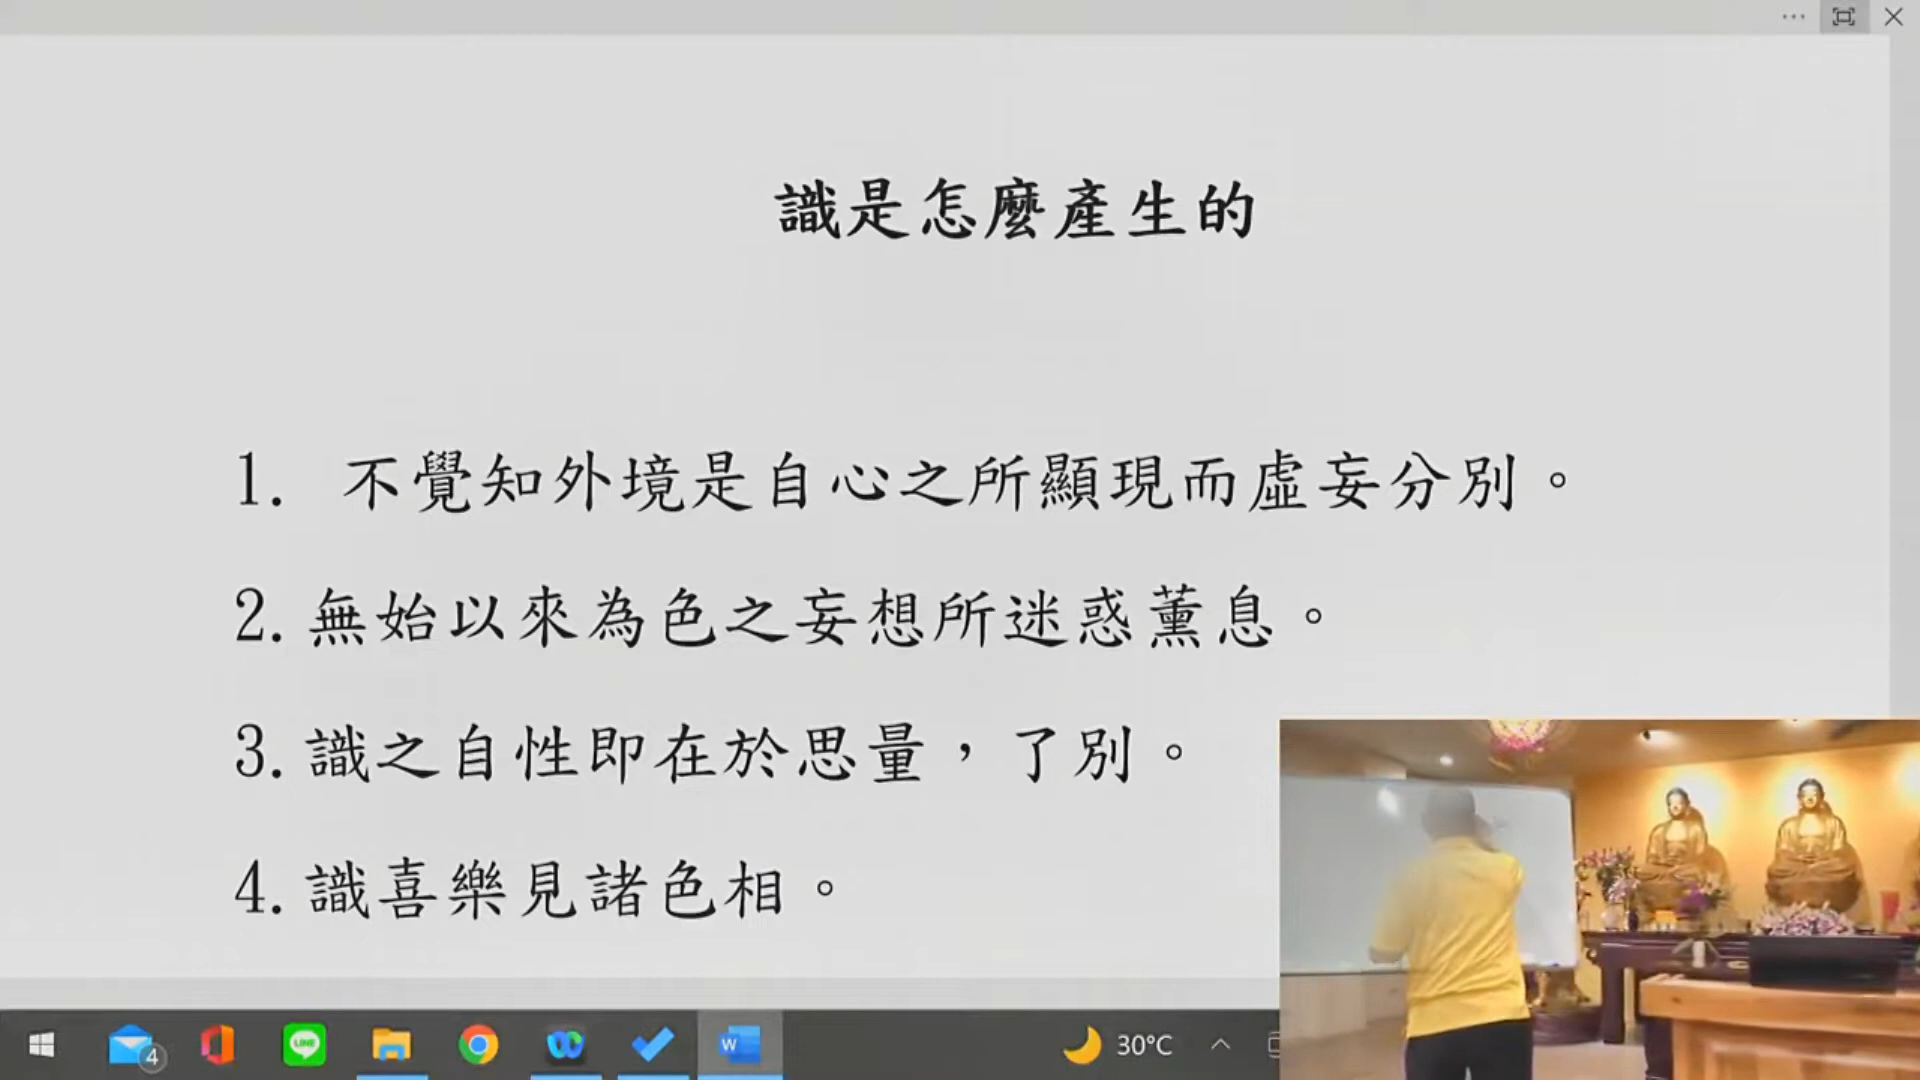 識是怎麼產生的
1. 不覺知外境是自心之所顯現而虛妄分別。
2. 無始以來為色之妄想所迷惑薰息。
3. 識之自性即在於思量，了別。
4. 識喜樂見諸色相。
4
LINE
W
30°C